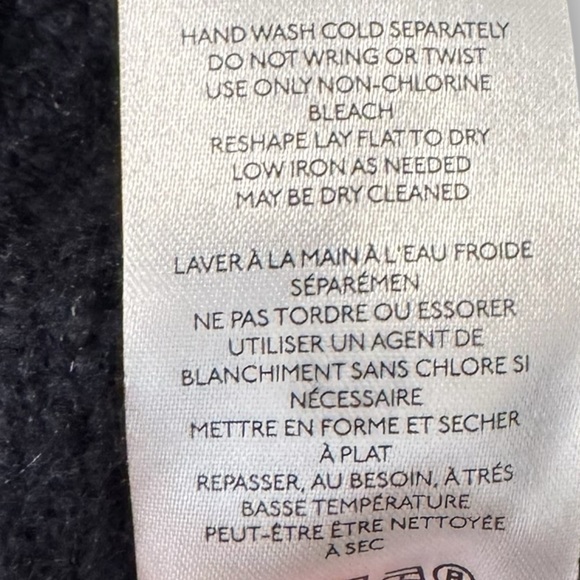 HAND WASH COLD SEPARATELY
DO NOT WRING OR TWIST
USE ONLY NON-CHLORINE
BLEACH
RESHAPE LAY FLAT TO DRY
LOW IRON AS NEEDED
MAY BE DRY CLEANED
LAVER À LA MAIN À L'EAU FROIDE
SÉPARÉMEN
NE PAS TORDRE OU ESSORER
UTILISER UN AGENT DE
BLANCHIMENT SANS CHLORE SI
NÉCESSAIRE
METTRE EN FORME ET SECHER
À PLAT
REPASSER, AU BESOIN, À TRÉS
BASSE TEMPÉRATURE
PEUT-ÉTRE ÉTRE NETTOYÉE
À SEC